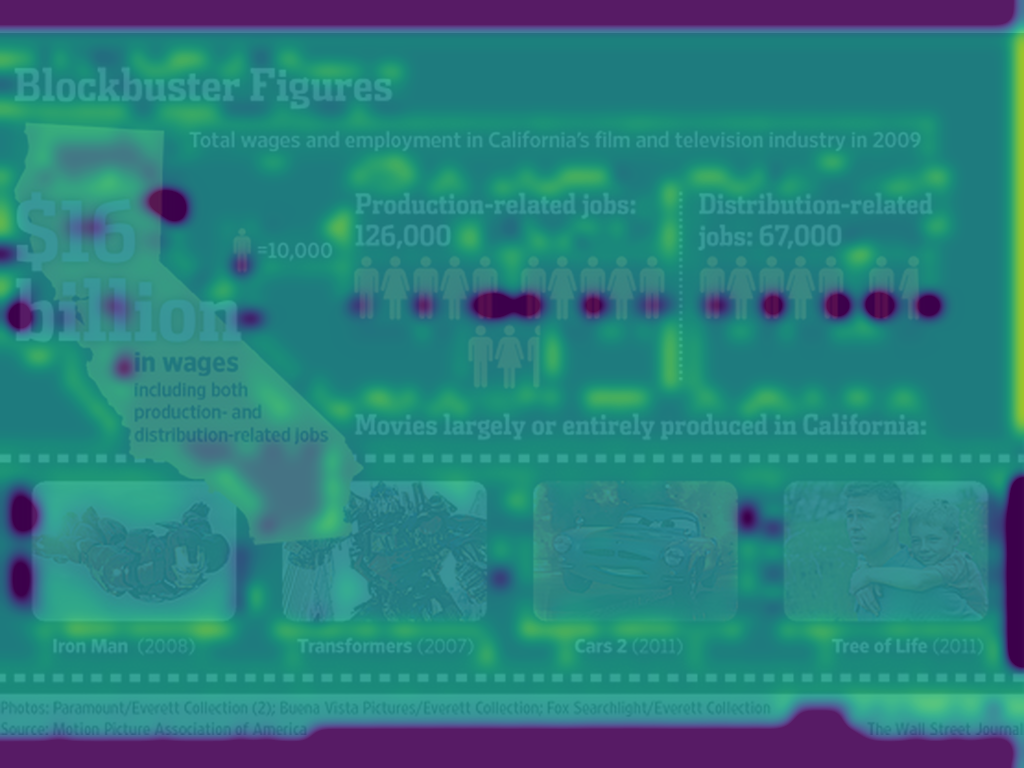 Blockbuster Figures
Total wages and employment in California's film and television industry in 2009
$16
billion
in wages
including both
production- and
distribution-related jobs
=10,000
Production-related jobs:
126,000
Distribution-related
jobs: 67,000
Movies largely or entirely produced in California:
Iron Man (2008)
Transformers (2007)
Cars 2 (2011)
Tree of Life (2011)
Photos: Paramount/Everett Collection (2); Buena Vista Pictures/Everett Collection; Fox Searchlight/Everett Collection
Source: Motion Picture Association of America
The Wall Street Journal